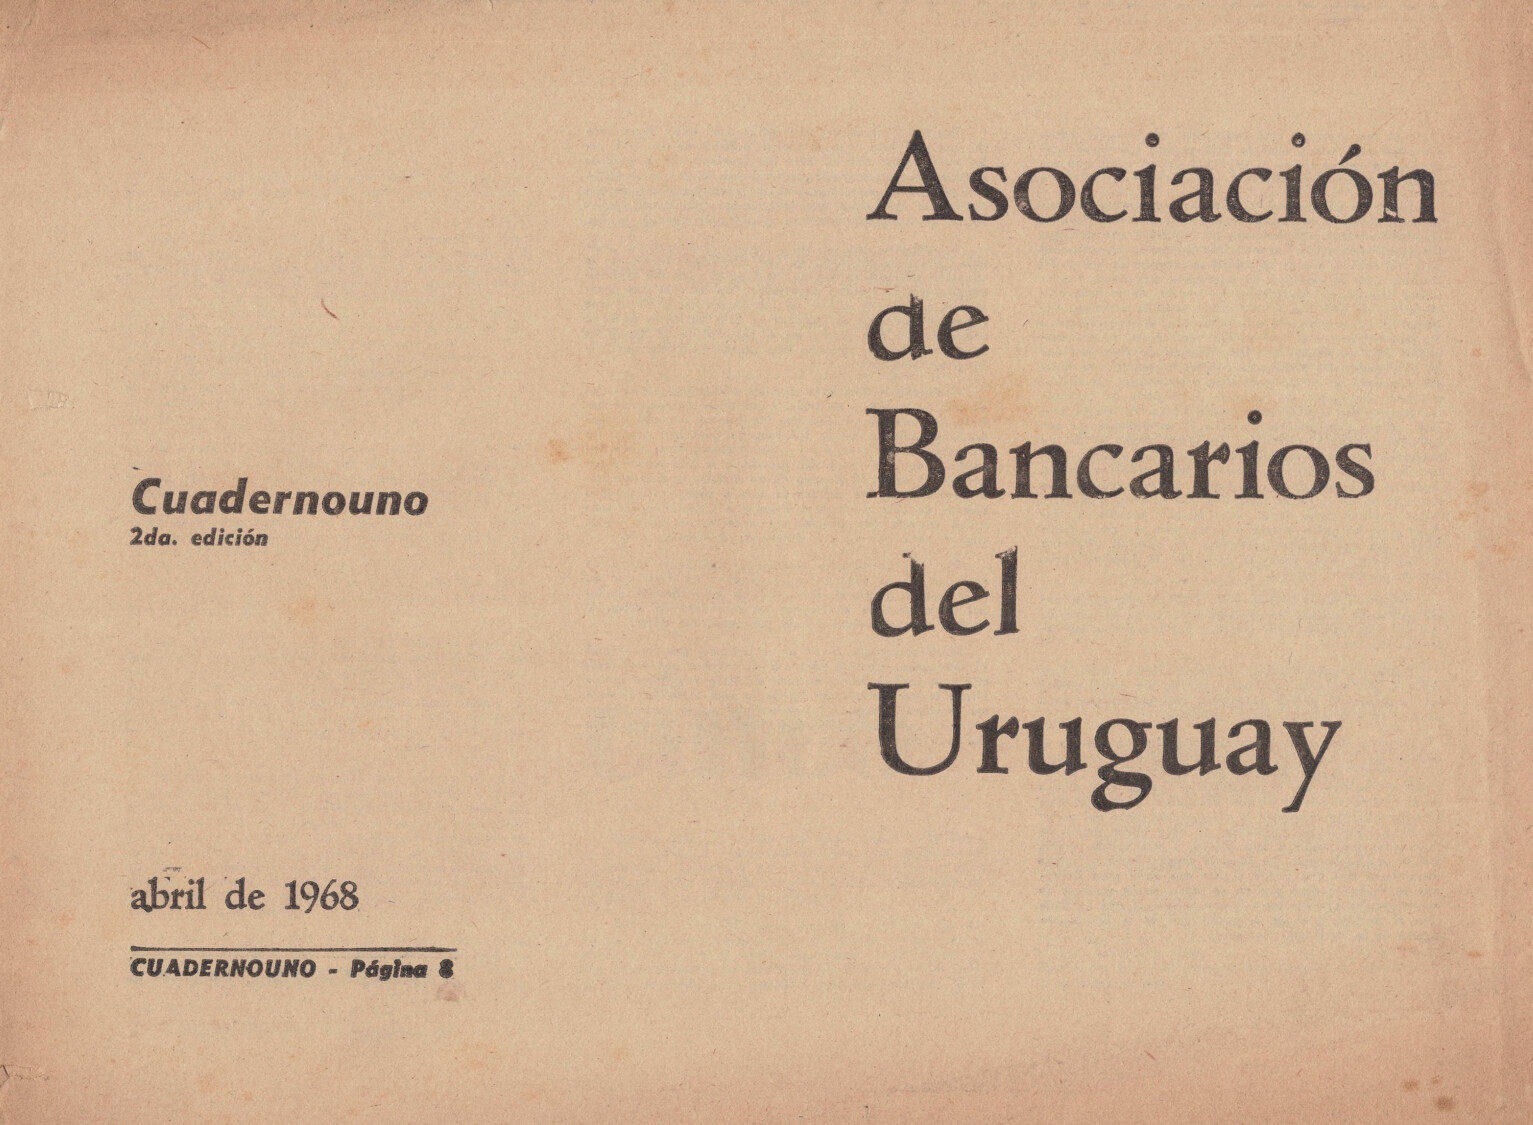 Cuadernouno
2da. edición
abril de 1968
CUADERNOUNO - Página 8
Asociación
de
Bancarios
del
Uruguay